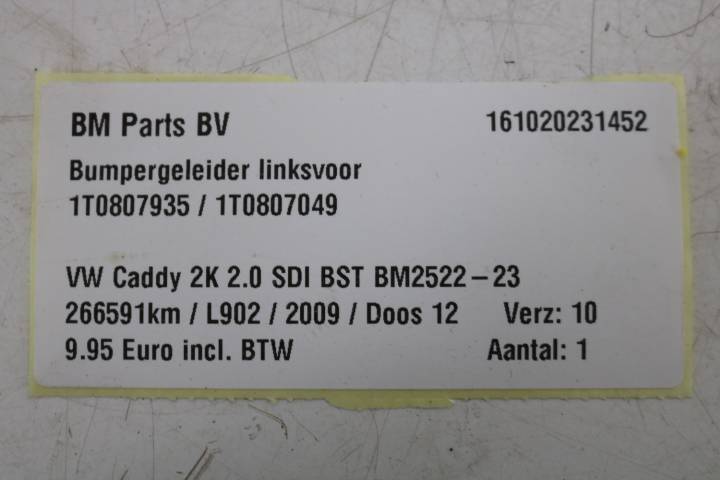 BM Parts BV 161020231452
Bumpergeleider linksvoor
1T0807935 / 1T0807049
VW Caddy 2K 2.0 SDI BST BM2522-23
266591km / L902 / 2009 / Doos 12 Verz: 10
9.95 Euro incl. BTW Aantal: 1